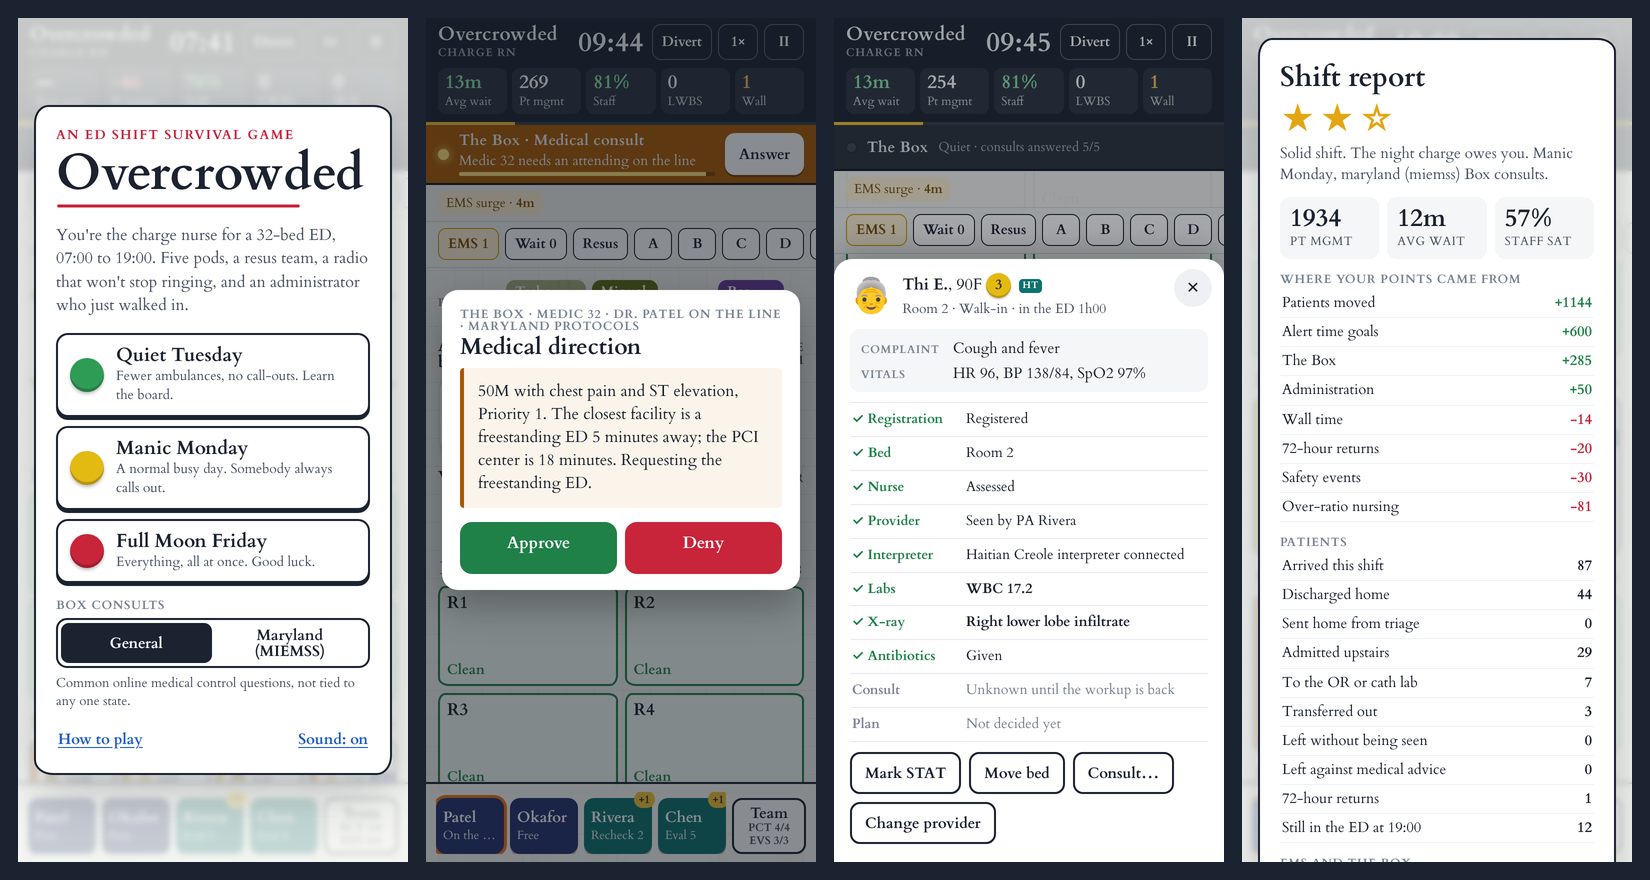 Overcrowded
07:41
AN ED SHIFT SURVIVAL GAME
Overcrowded
You're the charge nurse for a 32-bed ED,
07:00 to 19:00. Five pods, a resus team, a radio
that won't stop ringing, and an administrator
who just walked in.
Quiet Tuesday
Fewer ambulances, no call-outs. Learn
the board.
Manic Monday
A normal busy day. Somebody always
calls out.
Full Moon Friday
Everything, all at once. Good luck.
BOX CONSULTS
General
Maryland
(MIEMSS)
Common online medical control questions, not tied to
any one state.
How to play
Sound: on
Overcrowded
CHARGE RN
09:44
Divert
1×
II
13m
Avg wait
269
Pt mgmt
81%
Staff
0
LWBS
1
Wall
The Box · Medical consult
Medic 32 needs an attending on the line
Answer
EMS surge · 4m
EMS 1
Wait 0
Resus
A
B
C
D
THE BOX · MEDIC 32 · DR. PATEL ON THE LINE
· MARYLAND PROTOCOLS
Medical direction
50M with chest pain and ST elevation,
Priority 1. The closest facility is a
freestanding ED 5 minutes away; the PCI
center is 18 minutes. Requesting the
freestanding ED.
Approve
Deny
R1
Clean
R2
Clean
R3
Clean
R4
Clean
Patel
On the …
Okafor
Free
+1
Rivera
Recheck 2
+1
Chen
Eval 5
Team
PCT 4/4
EVS 3/3
Overcrowded
CHARGE RN
09:45
Divert
1×
II
13m
Avg wait
254
Pt mgmt
81%
Staff
0
LWBS
1
Wall
The Box
Quiet · consults answered 5/5
EMS surge · 4m
EMS 1
Wait 0
Resus
A
B
C
D
Thi E., 90F 3 HT
Room 2 · Walk-in · in the ED 1h00
✕
COMPLAINT Cough and fever
VITALS HR 96, BP 138/84, SpO2 97%
✓ Registration Registered
✓ Bed Room 2
✓ Nurse Assessed
✓ Provider Seen by PA Rivera
✓ Interpreter Haitian Creole interpreter connected
✓ Labs WBC 17.2
✓ X-ray Right lower lobe infiltrate
✓ Antibiotics Given
Consult Unknown until the workup is back
Plan Not decided yet
Mark STAT
Move bed
Consult…
Change provider
Shift report
Solid shift. The night charge owes you. Manic
Monday, maryland (miemss) Box consults.
1934
PT MGMT
12m
AVG WAIT
57%
STAFF SAT
WHERE YOUR POINTS CAME FROM
Patients moved +1144
Alert time goals +600
The Box +285
Administration +50
Wall time −14
72-hour returns −20
Safety events −30
Over-ratio nursing −81
PATIENTS
Arrived this shift 87
Discharged home 44
Sent home from triage 0
Admitted upstairs 29
To the OR or cath lab 7
Transferred out 3
Left without being seen 0
Left against medical advice 0
72-hour returns 1
Still in the ED at 19:00 12
EMS AND THE BOX